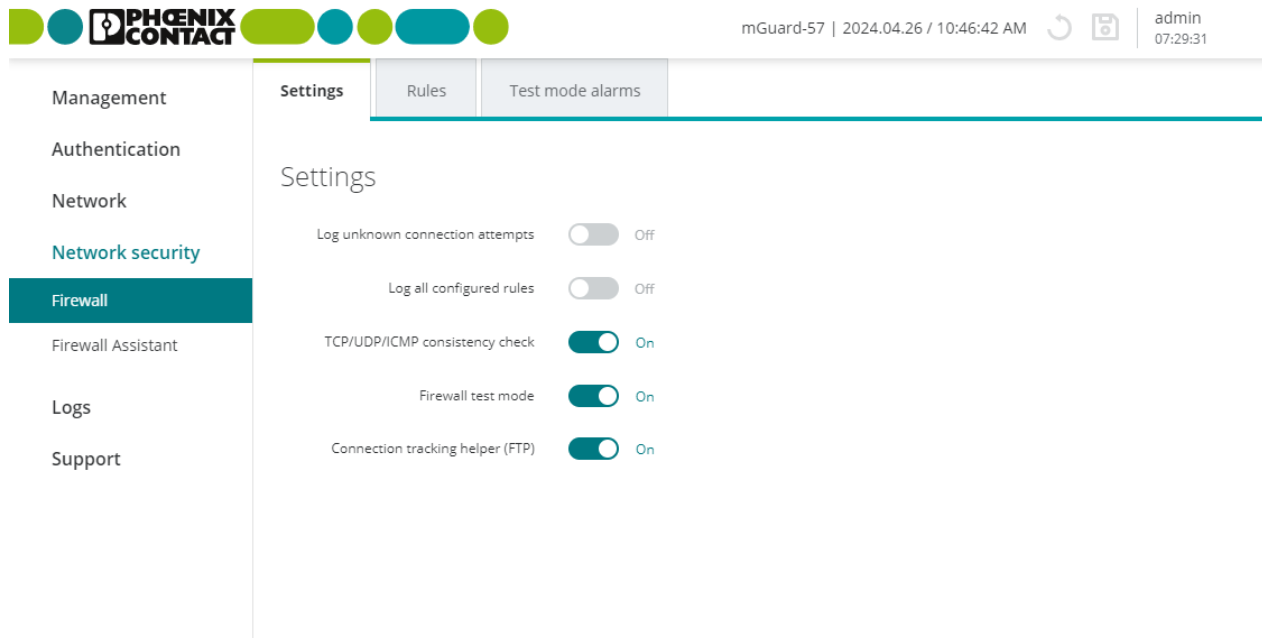 PHŒNIX
CONTACT
mGuard-57 | 2024.04.26 / 10:46:42 AM
admin
07:29:31
Management
Authentication
Network
Network security
Firewall
Firewall Assistant
Logs
Support
Settings
Rules
Test mode alarms
Settings
Log unknown connection attempts Off
Log all configured rules Off
TCP/UDP/ICMP consistency check On
Firewall test mode On
Connection tracking helper (FTP) On